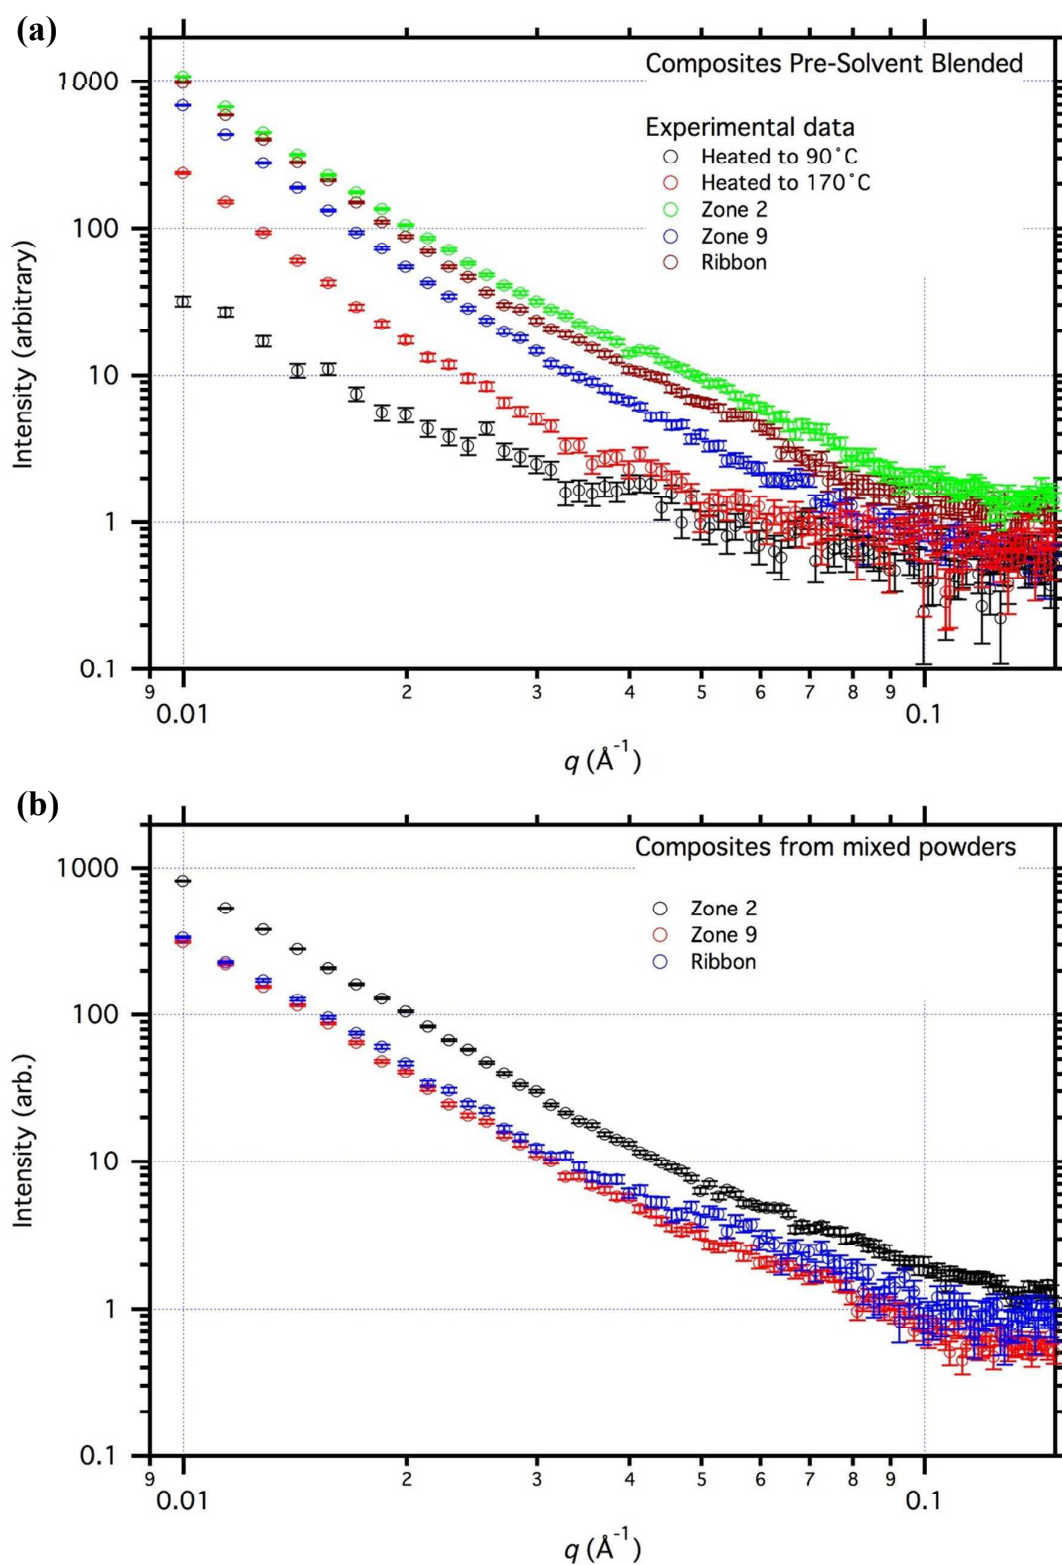 (a)
Composites Pre-Solvent Blended
Experimental data
Heated to 90˚C
Heated to 170˚C
Zone 2
Zone 9
Ribbon
Intensity (arbitrary)
1000
100
10
1
0.1
9 2 3 4 5 6 7 8 9
0.01 0.1
q (Å⁻¹)
(b)
Composites from mixed powders
Zone 2
Zone 9
Ribbon
Intensity (arb.)
1000
100
10
1
0.1
9 2 3 4 5 6 7 8 9
0.01 0.1
q (Å⁻¹)